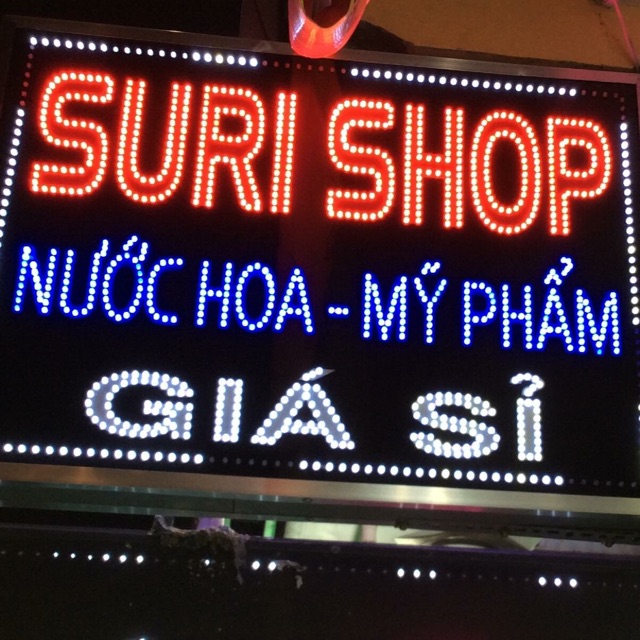 SURI SHOP
NƯỚC HOA - MỸ PHẨM
GIÁ SỈ